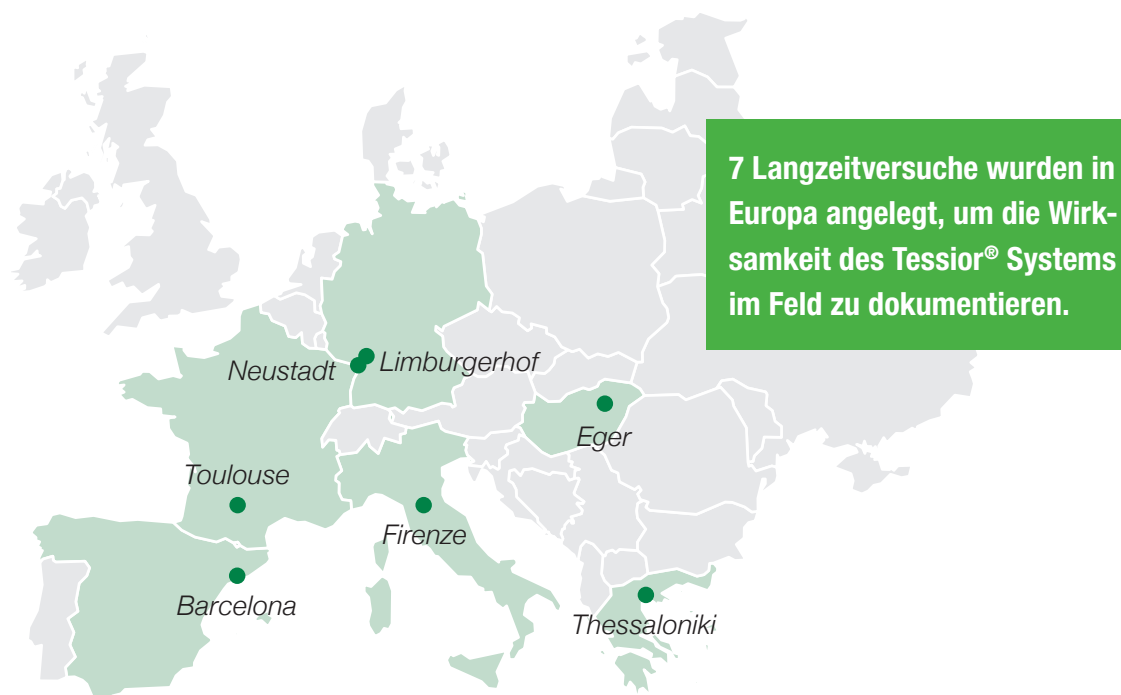 7 Langzeitversuche wurden in
Europa angelegt, um die Wirk-
samkeit des Tessior® Systems
im Feld zu dokumentieren.
Neustadt
Limburgerhof
Eger
Toulouse
Firenze
Barcelona
Thessaloniki